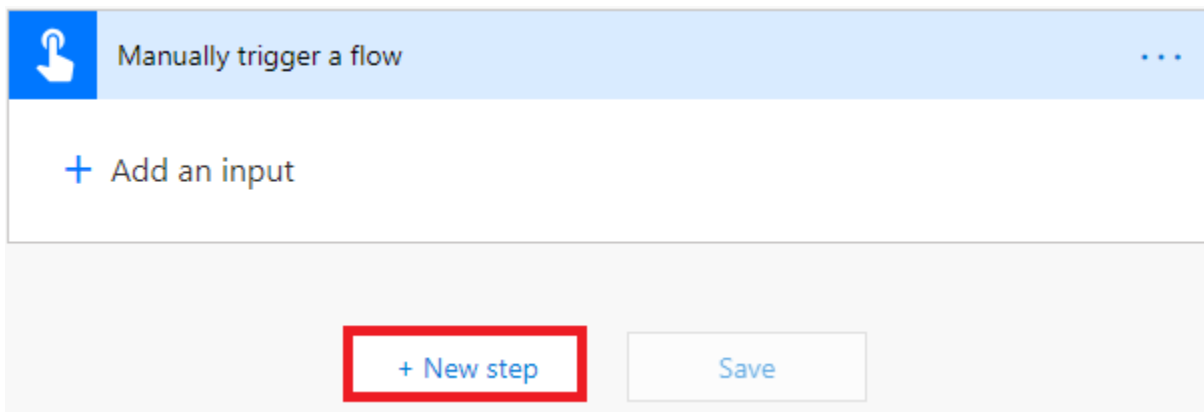 Manually trigger a flow
...
+ Add an input
+ New step
Save